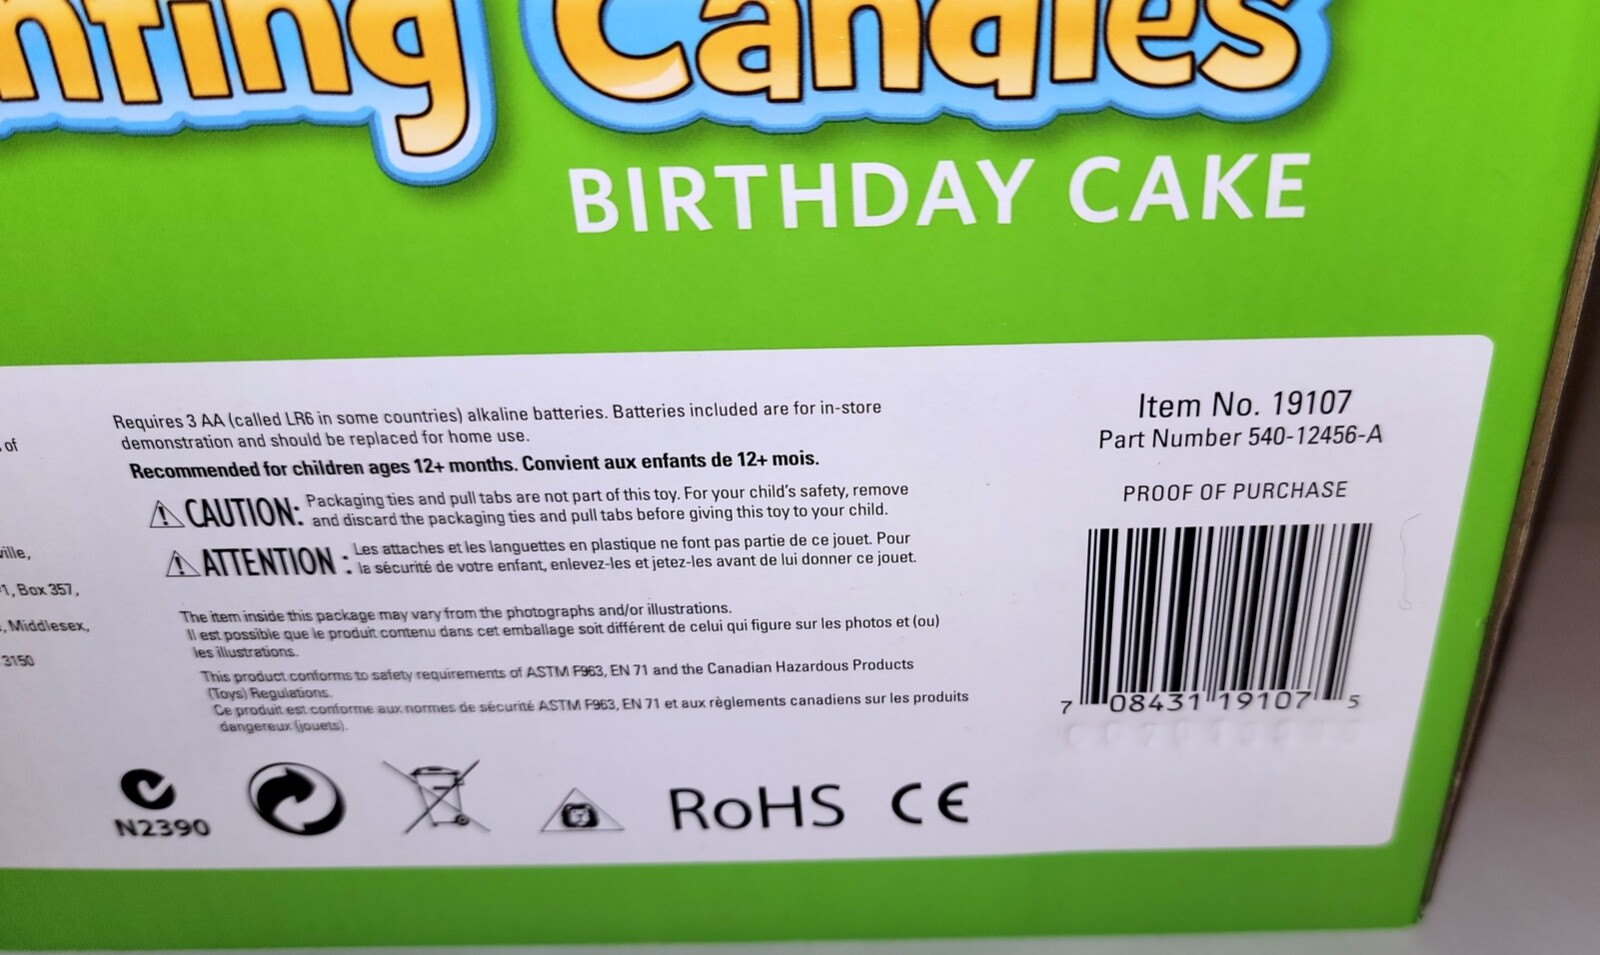 nting Candles
BIRTHDAY CAKE
of
ville,
1, Box 357,
, Middlesex,
3150
Requires 3 AA (called LR6 in some countries) alkaline batteries. Batteries included are for in-store
demonstration and should be replaced for home use.
Recommended for children ages 12+ months. Convient aux enfants de 12+ mois.
CAUTION: Packaging ties and pull tabs are not part of this toy. For your child's safety, remove
and discard the packaging ties and pull tabs before giving this toy to your child.
ATTENTION : Les attaches et les languettes en plastique ne font pas partie de ce jouet. Pour
la sécurité de votre enfant, enlevez-les et jetez-les avant de lui donner ce jouet.
The item inside this package may vary from the photographs and/or illustrations.
Il est possible que le produit contenu dans cet emballage soit différent de celui qui figure sur les photos et (ou)
les illustrations.
This product conforms to safety requirements of ASTM F963, EN 71 and the Canadian Hazardous Products
(Toys) Regulations.
Ce produit est conforme aux normes de sécurité ASTM F963, EN 71 et aux règlements canadiens sur les produits
dangereux (jouets).
N2390
RoHS CE
Item No. 19107
Part Number 540-12456-A
PROOF OF PURCHASE
7 08431 19107 5